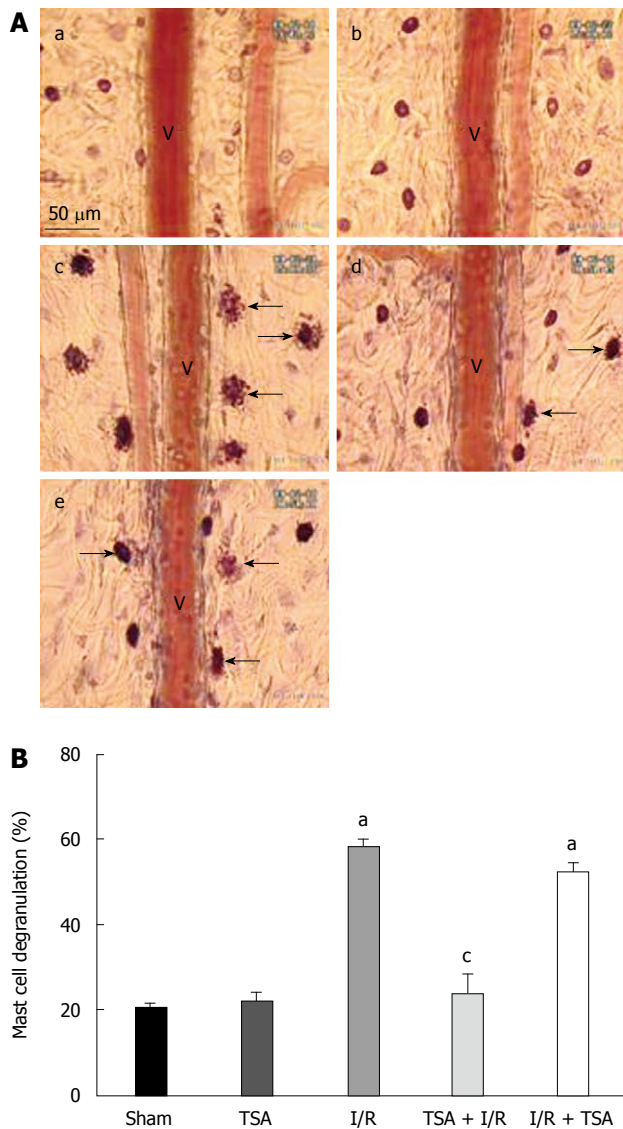 A
a
V
50 μm
b
V
c
V
d
V
e
V
B
Mast cell degranulation (%)
80
60
40
20
0
a
c
a
Sham
TSA
I/R
TSA + I/R
I/R + TSA